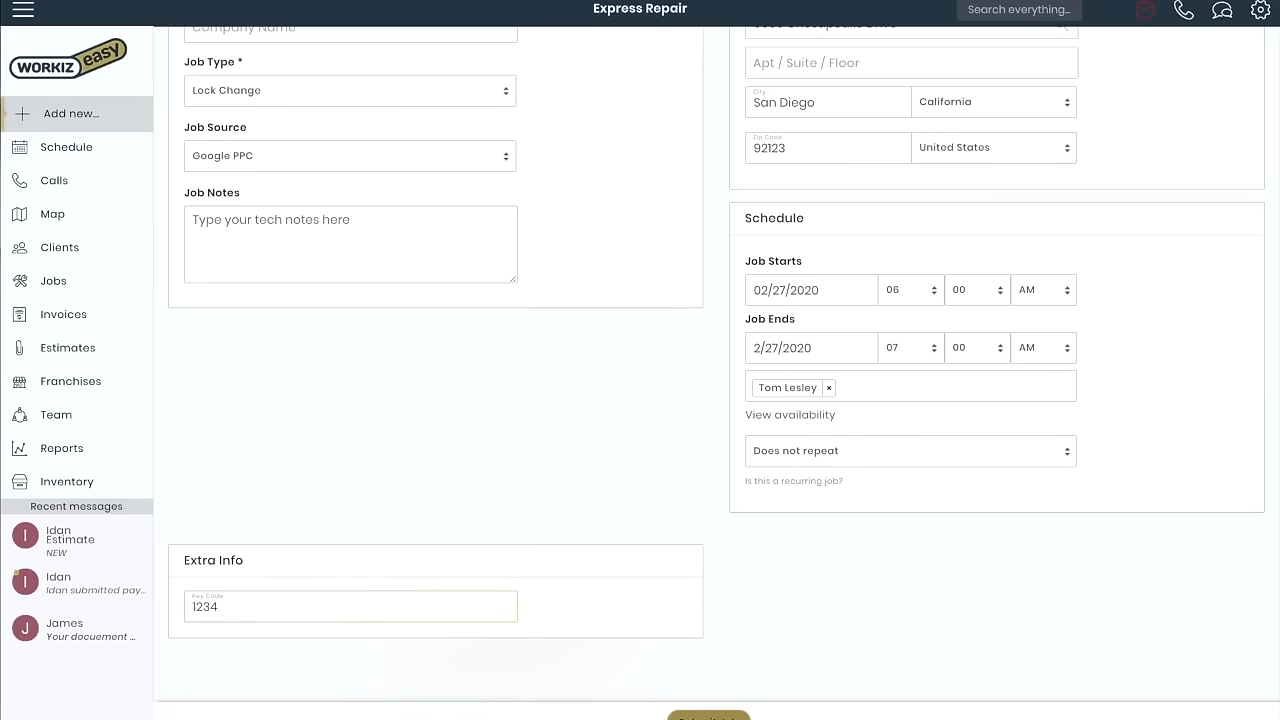 Express Repair
Search everything...
WORKIZ easy
Add new...
Schedule
Calls
Map
Clients
Jobs
Invoices
Estimates
Franchises
Team
Reports
Inventory
Recent messages
I
Idan
Estimate
NEW
I
Idan
Idan submitted pay...
J
James
Your docuement ...
Company Name
Job Type *
Lock Change
Job Source
Google PPC
Job Notes
Type your tech notes here
Extra Info
Key Code
1234
Apt / Suite / Floor
City
San Diego
California
Zip Code
92123
United States
Schedule
Job Starts
02/27/2020
06
00
AM
Job Ends
2/27/2020
07
00
AM
Tom Lesley ×
View availability
Does not repeat
Is this a recurring job?